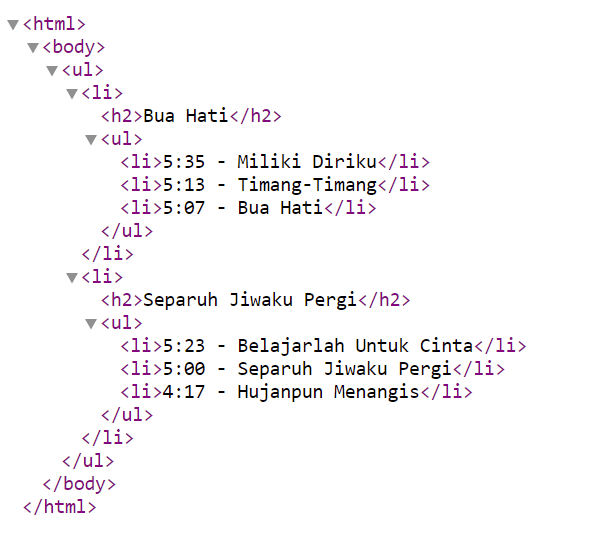 <html>
<body>
<ul>
<li>
<h2>Bua Hati</h2>
<ul>
<li>5:35 - Miliki Diriku</li>
<li>5:13 - Timang-Timang</li>
<li>5:07 - Bua Hati</li>
</ul>
</li>
<li>
<h2>Separuh Jiwaku Pergi</h2>
<ul>
<li>5:23 - Belajarlah Untuk Cinta</li>
<li>5:00 - Separuh Jiwaku Pergi</li>
<li>4:17 - Hujanpun Menangis</li>
</ul>
</li>
</ul>
</body>
</html>